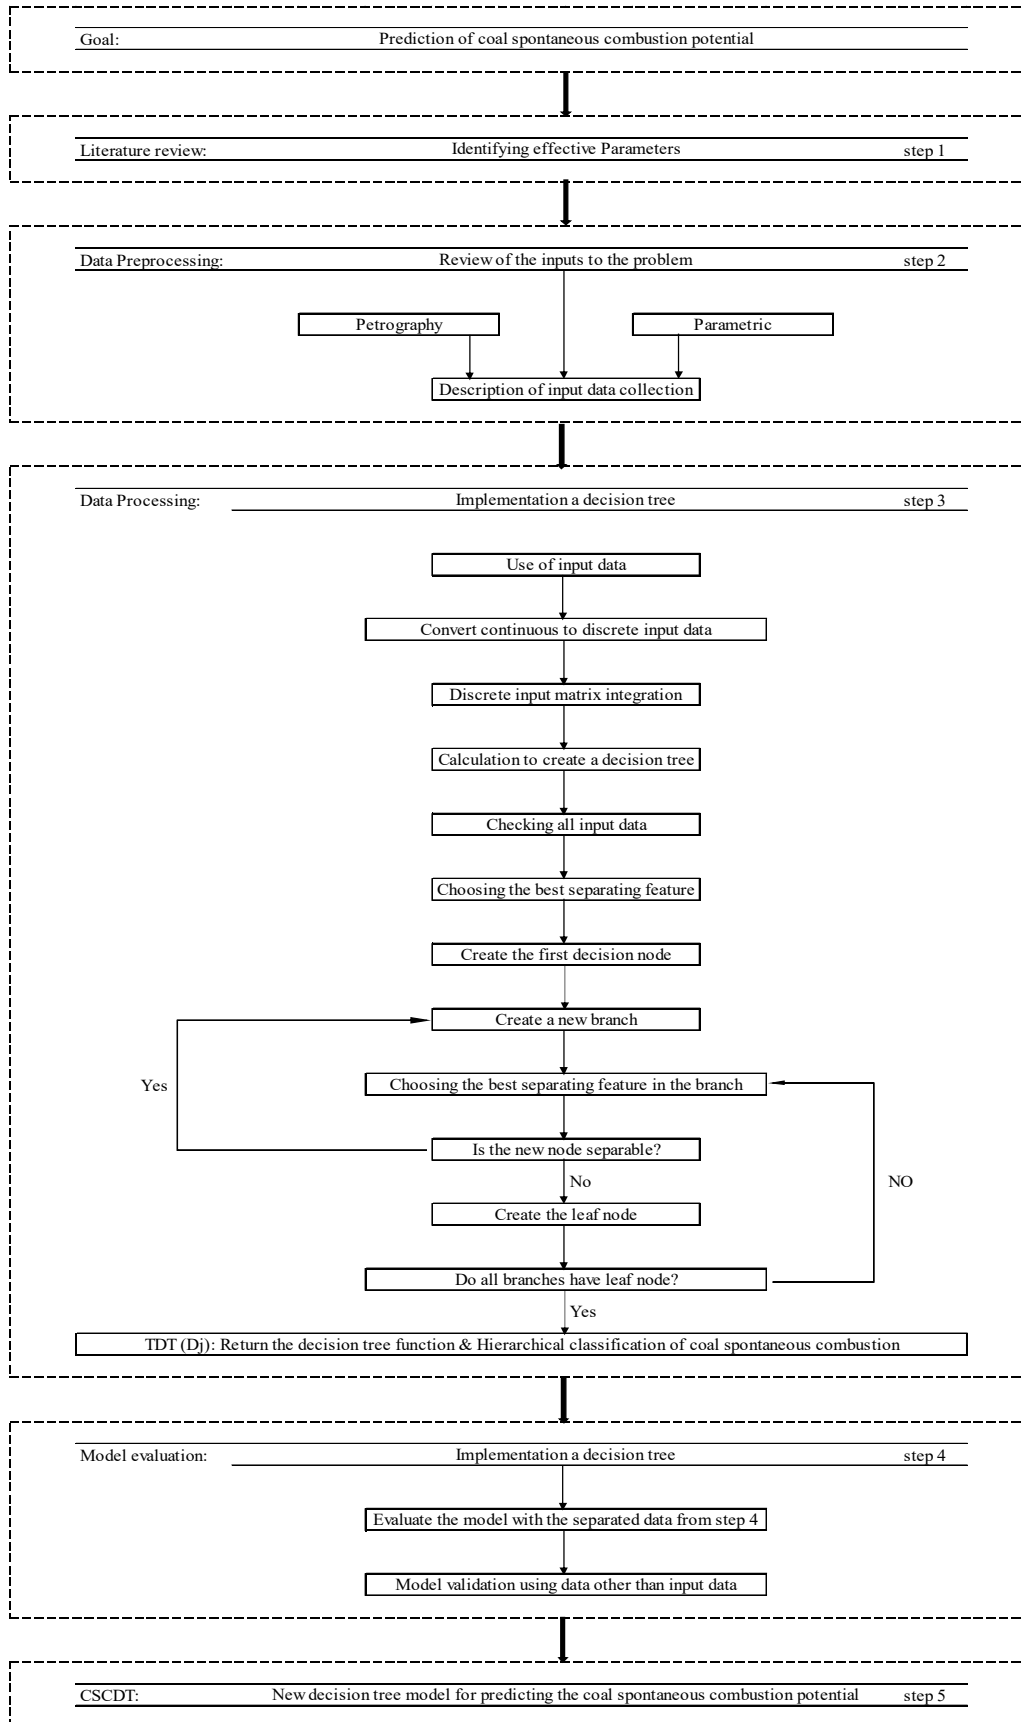 Goal: Prediction of coal spontaneous combustion potential
Literature review: Identifying effective Parameters step 1
Data Preprocessing: Review of the inputs to the problem step 2
Petrography Parametric
Description of input data collection
Data Processing: Implementation a decision tree step 3
Use of input data
Convert continuous to discrete input data
Discrete input matrix integration
Calculation to create a decision tree
Checking all input data
Choosing the best separating feature
Create the first decision node
Create a new branch
Yes Choosing the best separating feature in the branch
Is the new node separable?
No NO
Create the leaf node
Do all branches have leaf node?
Yes
TDT (Dj): Return the decision tree function & Hierarchical classification of coal spontaneous combustion
Model evaluation: Implementation a decision tree step 4
Evaluate the model with the separated data from step 4
Model validation using data other than input data
CSCDT: New decision tree model for predicting the coal spontaneous combustion potential step 5